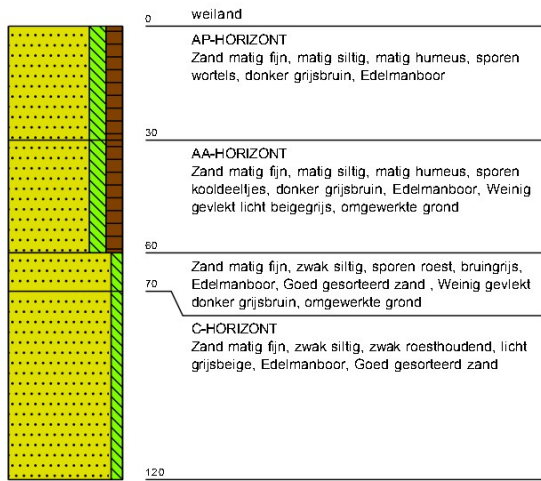 0 weiland
AP-HORIZONT
Zand matig fijn, matig siltig, matig humeus, sporen
wortels, donker grijsbruin, Edelmanboor
30
AA-HORIZONT
Zand matig fijn, matig siltig, matig humeus, sporen
kooldeeltjes, donker grijsbruin, Edelmanboor, Weinig
gevlekt licht beigegrijs, omgewerkte grond
60
Zand matig fijn, zwak siltig, sporen roest, bruingrijs,
Edelmanboor, Goed gesorteerd zand , Weinig gevlekt
donker grijsbruin, omgewerkte grond
70
C-HORIZONT
Zand matig fijn, zwak siltig, zwak roesthoudend, licht
grijsbeige, Edelmanboor, Goed gesorteerd zand
120